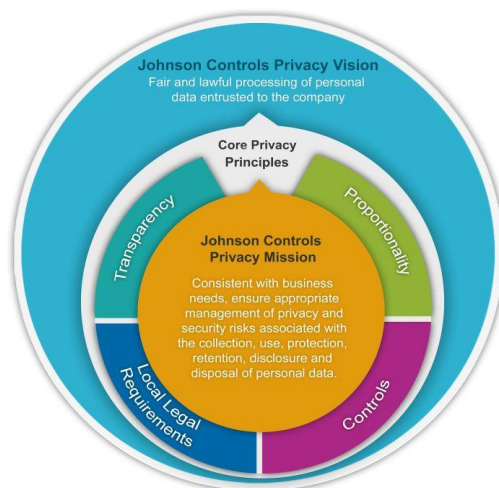 Johnson Controls Privacy Vision
Fair and lawful processing of personal
data entrusted to the company
Core Privacy
Principles
Transparency
Proportionality
Johnson Controls
Privacy Mission
Consistent with business
needs, ensure appropriate
management of privacy and
security risks associated with
the collection, use, protection,
retention, disclosure and
disposal of personal data.
Local Legal
Requirements
Controls